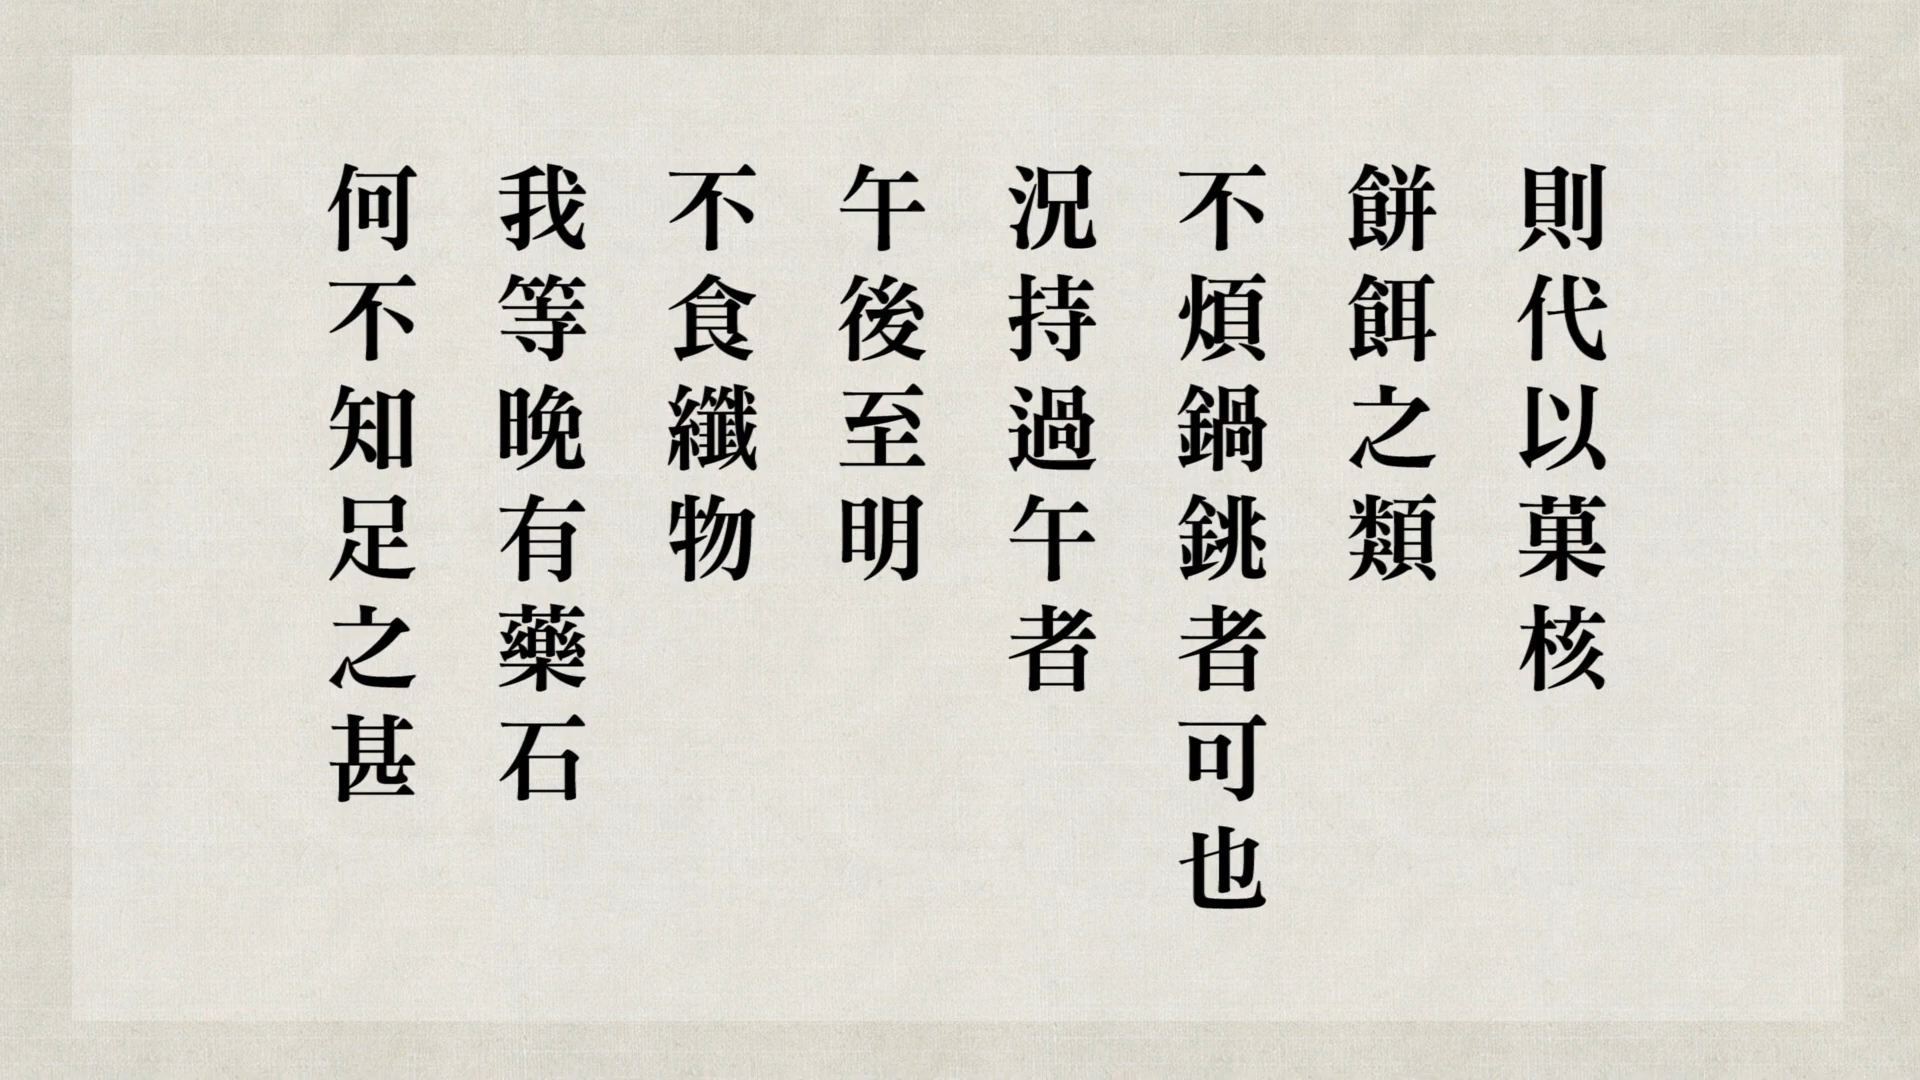 則代以菓核
餅餌之類
不煩鍋銚者可也
況持過午者
午後至明
不食纖物
我等晚有藥石
何不知足之甚